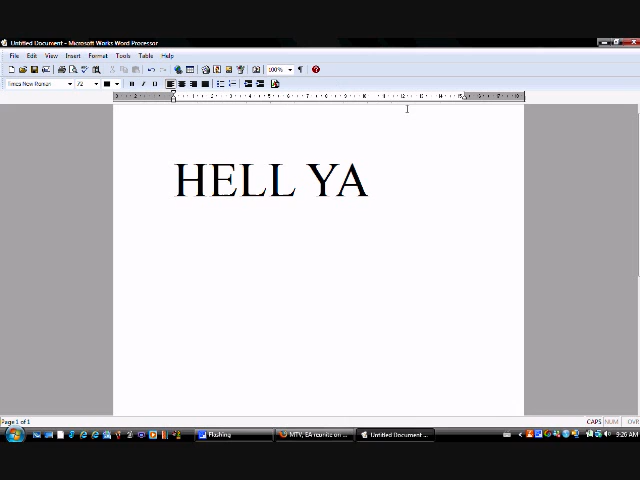 Untitled Document - Microsoft Works Word Processor
File Edit View Insert Format Tools Table Help
100%
Times New Roman 72 B I U
HELL YA
Page 1 of 1 CAPS NUM OVR
Flashing MTV, EA reunite on ... Untitled Document ... 9:26 AM